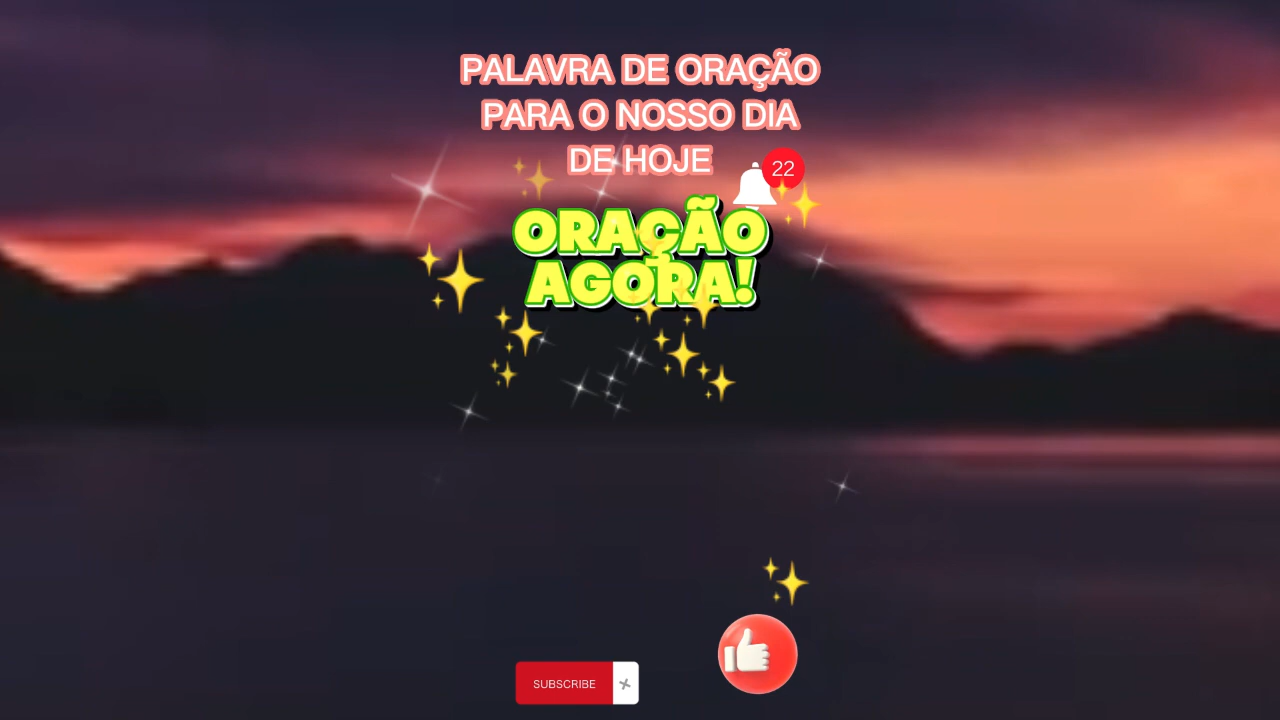 PALAVRA DE ORAÇÃO
PARA O NOSSO DIA
DE HOJE
22
ORAÇÃO
AGORA!
SUBSCRIBE